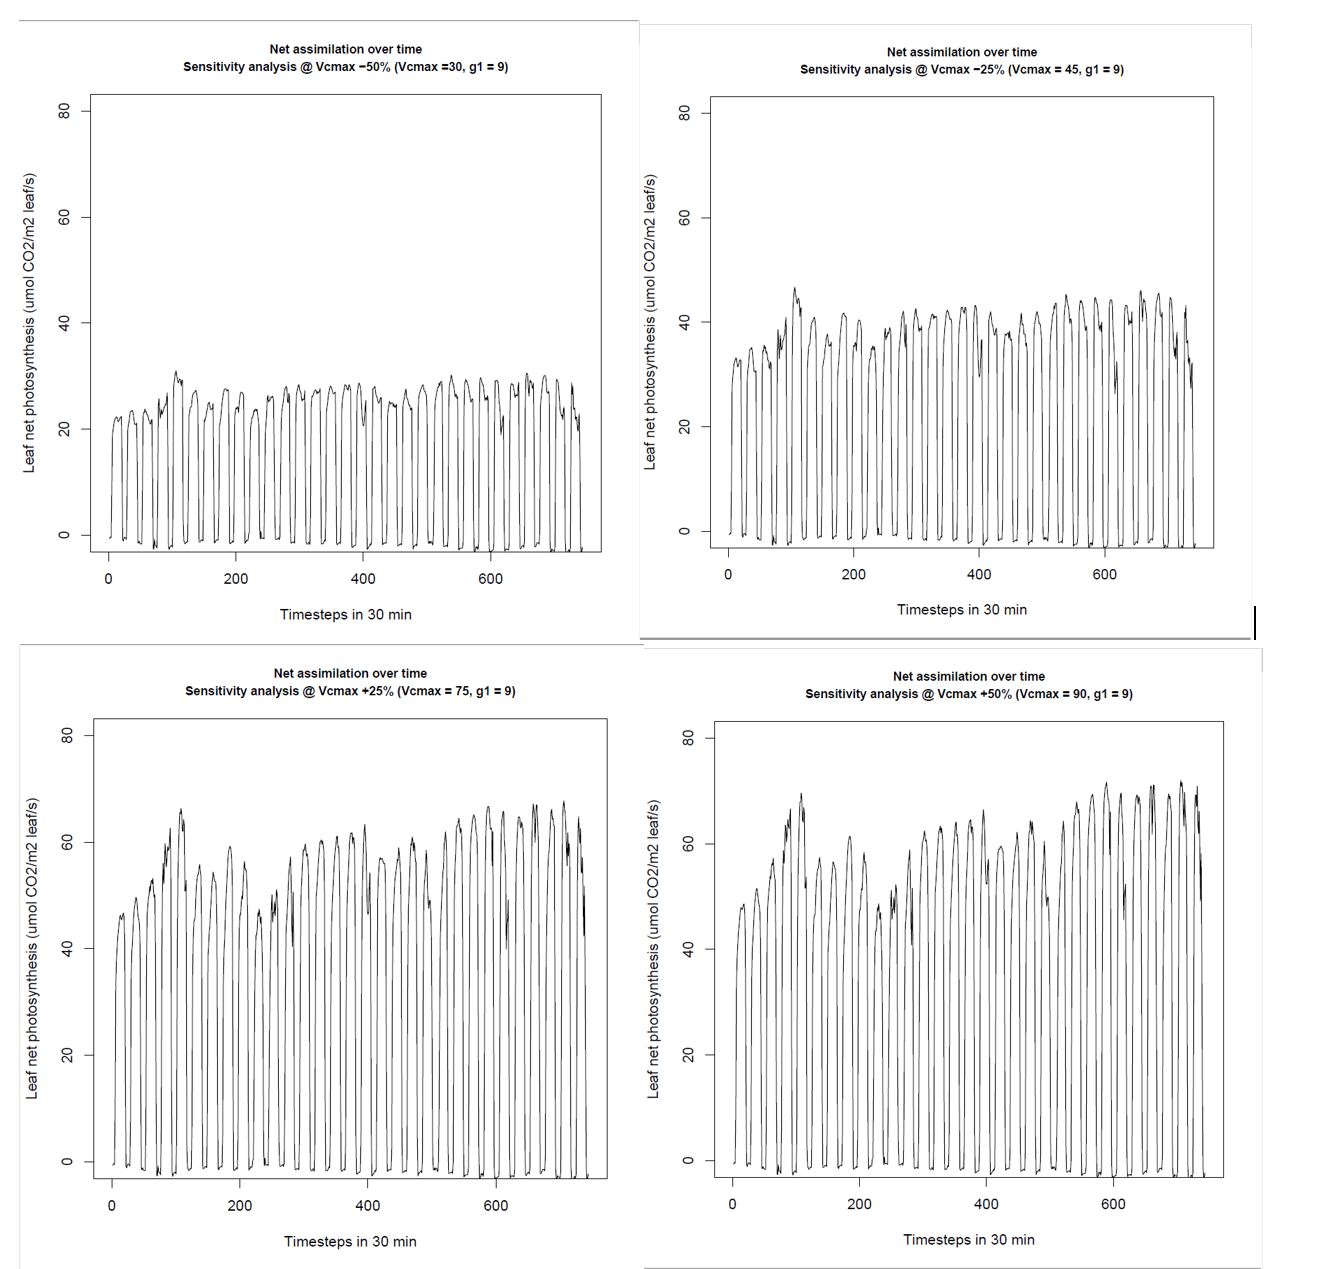 Net assimilation over time
Sensitivity analysis @ Vcmax −50% (Vcmax =30, g1 = 9)
Leaf net photosynthesis (umol CO2/m2 leaf/s)
80
60
40
20
0
0 200 400 600
Timesteps in 30 min
Net assimilation over time
Sensitivity analysis @ Vcmax −25% (Vcmax = 45, g1 = 9)
Leaf net photosynthesis (umol CO2/m2 leaf/s)
80
60
40
20
0
0 200 400 600
Timesteps in 30 min
Net assimilation over time
Sensitivity analysis @ Vcmax +25% (Vcmax = 75, g1 = 9)
Leaf net photosynthesis (umol CO2/m2 leaf/s)
80
60
40
20
0
0 200 400 600
Timesteps in 30 min
Net assimilation over time
Sensitivity analysis @ Vcmax +50% (Vcmax = 90, g1 = 9)
Leaf net photosynthesis (umol CO2/m2 leaf/s)
80
60
40
20
0
0 200 400 600
Timesteps in 30 min